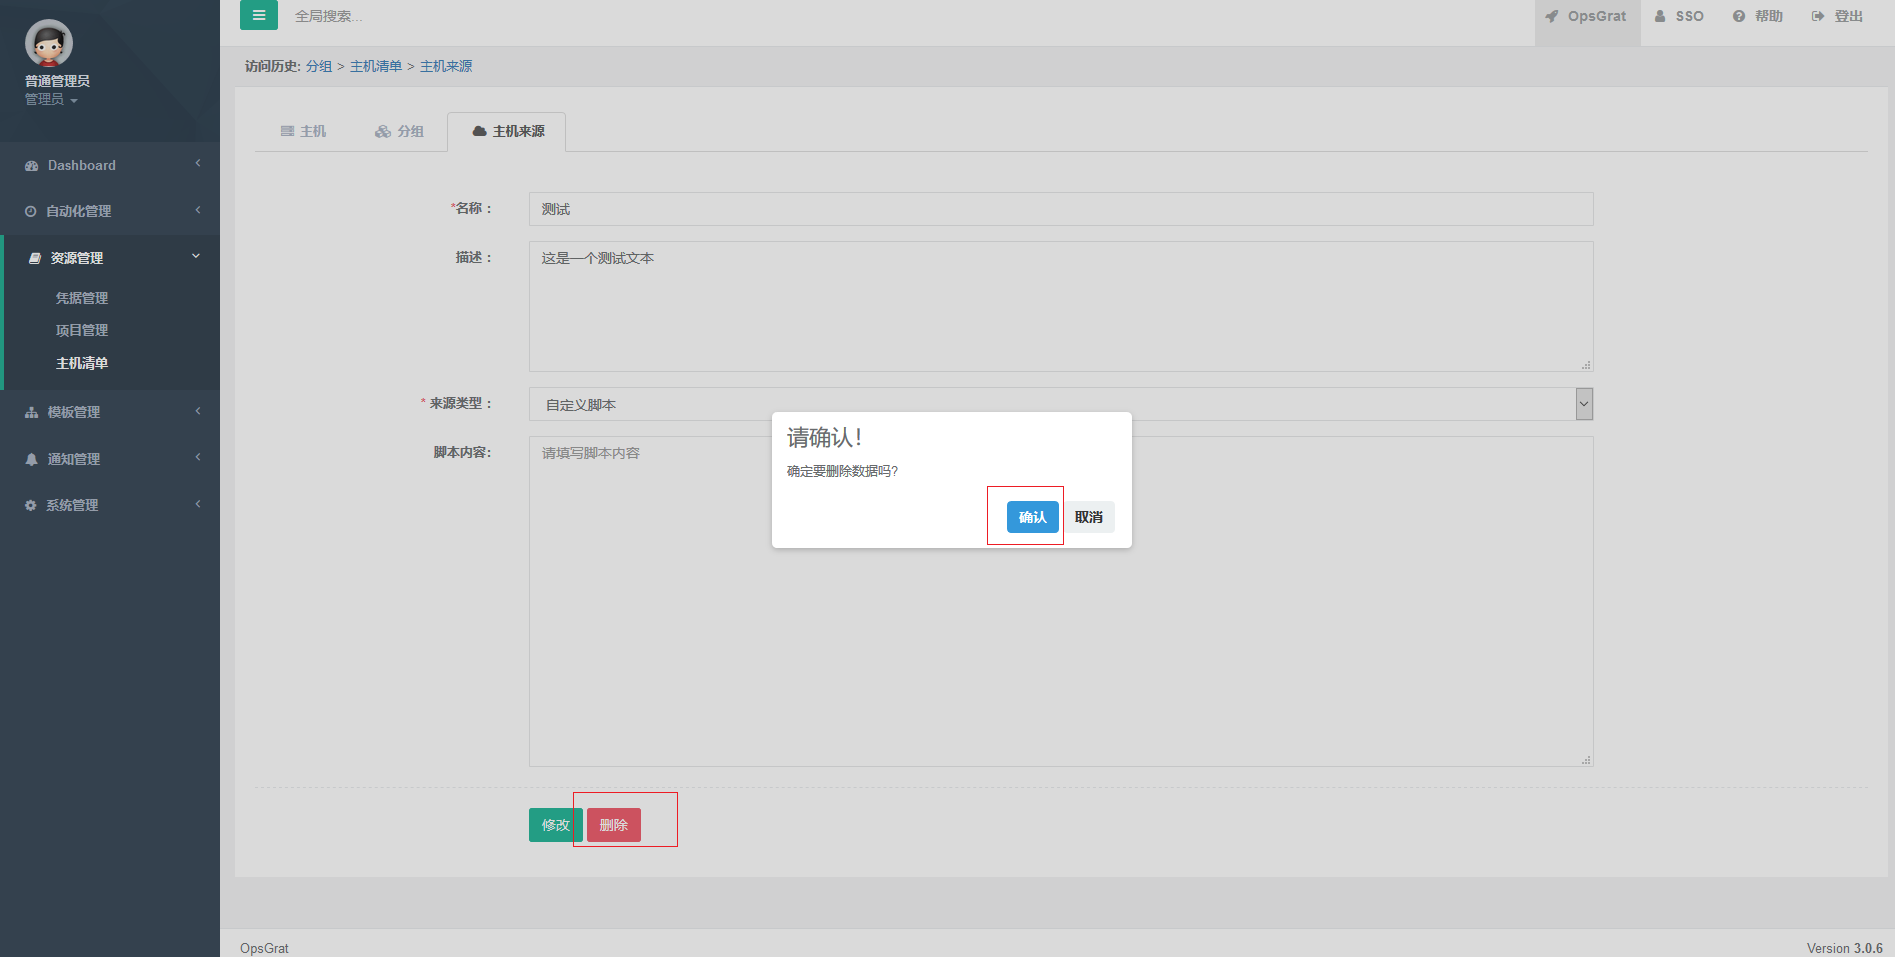 全局搜索...
OpsGrat
SSO
帮助
登出
普通管理员
管理员
访问历史: 分组 > 主机清单 > 主机来源
主机
分组
主机来源
Dashboard
自动化管理
资源管理
凭据管理
项目管理
主机清单
模板管理
通知管理
系统管理
*名称：
测试
描述：
这是一个测试文本
* 来源类型：
自定义脚本
脚本内容:
请填写脚本内容
请确认!
确定要删除数据吗?
确认
取消
修改
删除
OpsGrat
Version 3.0.6